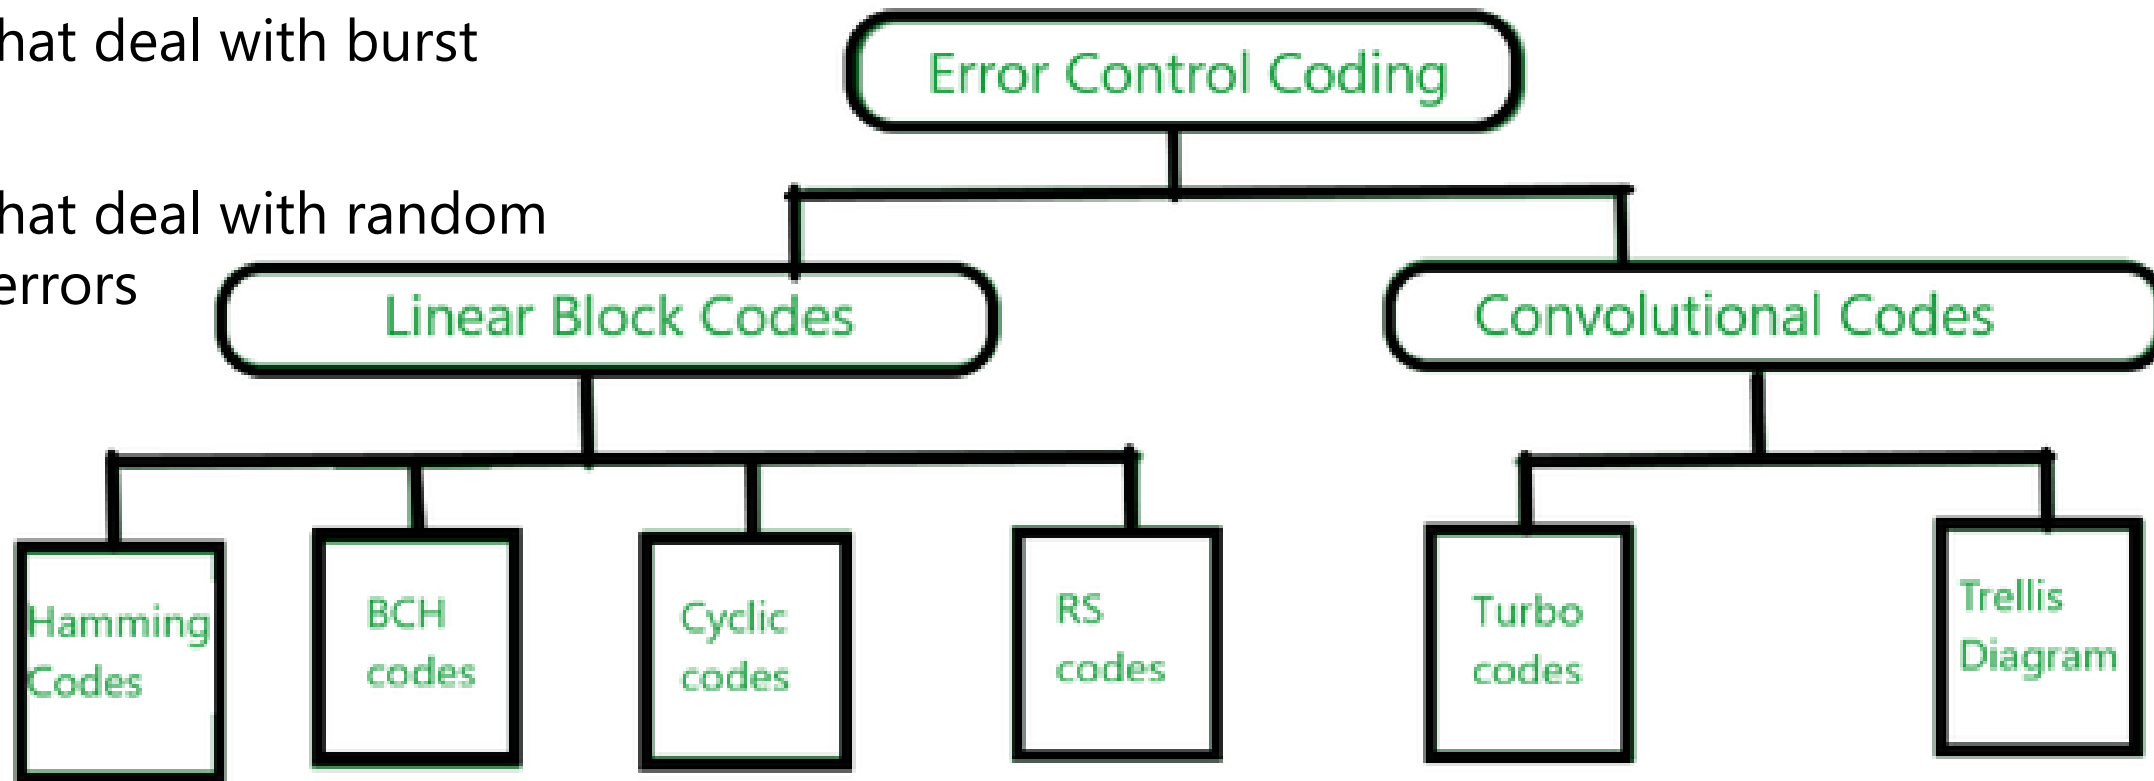 hat deal with burst
hat deal with random
errors
Error Control Coding
Linear Block Codes
Convolutional Codes
Hamming
Codes
BCH
codes
Cyclic
codes
RS
codes
Turbo
codes
Trellis
Diagram